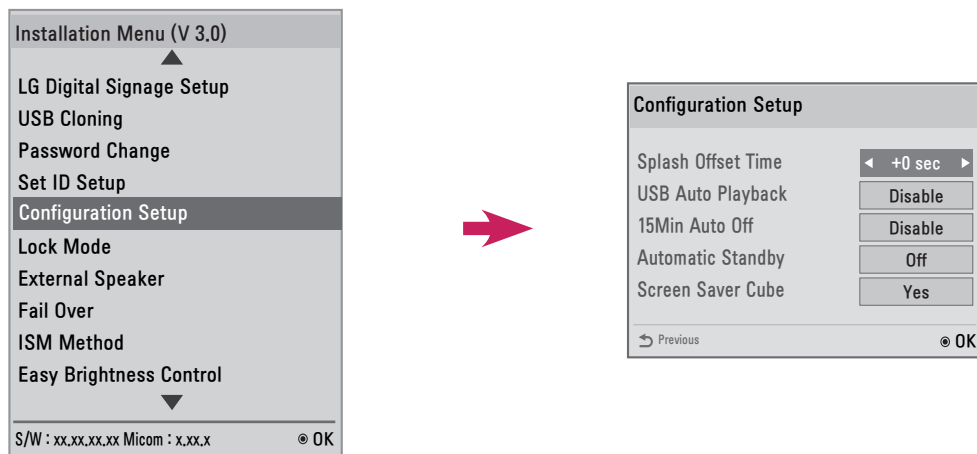 Installation Menu (V 3.0)
LG Digital Signage Setup
USB Cloning
Password Change
Set ID Setup
Configuration Setup
Lock Mode
External Speaker
Fail Over
ISM Method
Easy Brightness Control
S/W : xx.xx.xx.xx Micom : x.xx.x OK
Configuration Setup
Splash Offset Time +0 sec
USB Auto Playback Disable
15Min Auto Off Disable
Automatic Standby Off
Screen Saver Cube Yes
Previous OK